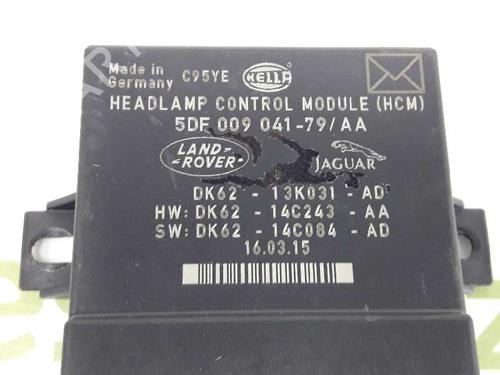 Made in
Germany
C95YE
HELLA
HEADLAMP CONTROL MODULE (HCM)
5DF 009 041-79/AA
LAND
ROVER
JAGUAR
DK62 - 13K031 - AD
HW: DK62 - 14C243 - AA
SW: DK62 - 14C084 - AD
16.03.15